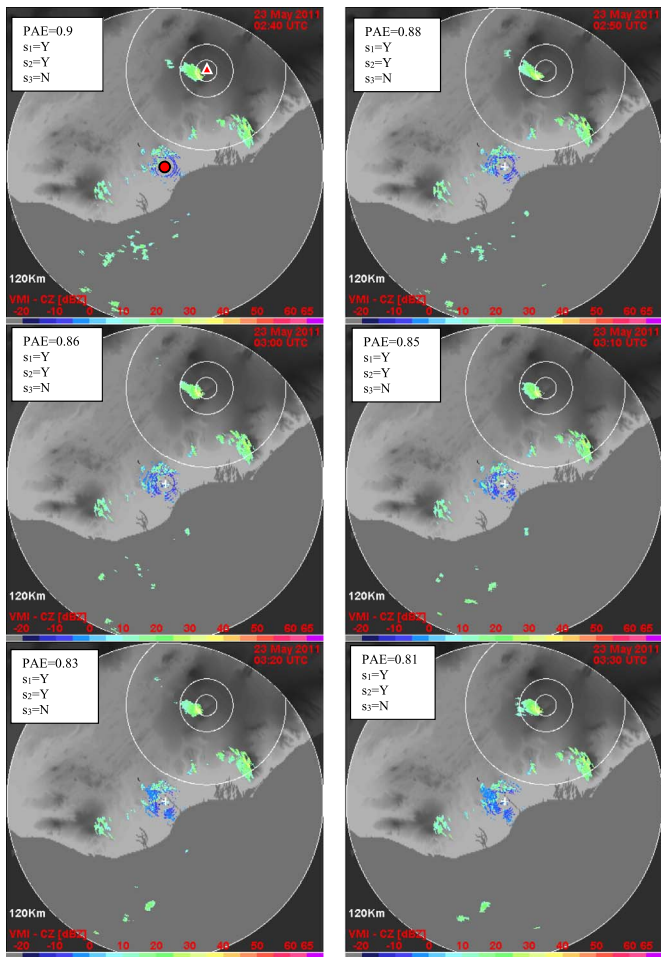 PAE=0.9
s₁=Y
s₂=Y
s₃=N
23 May 2011
02:40 UTC
120Km
VMI - CZ [dBZ]
-20 -10 0 10 20 30 40 50 60 65
PAE=0.88
s₁=Y
s₂=Y
s₃=N
23 May 2011
02:50 UTC
120Km
VMI - CZ [dBZ]
-20 -10 0 10 20 30 40 50 60 65
PAE=0.86
s₁=Y
s₂=Y
s₃=N
23 May 2011
03:00 UTC
120Km
VMI - CZ [dBZ]
-20 -10 0 10 20 30 40 50 60 65
PAE=0.85
s₁=Y
s₂=Y
s₃=N
23 May 2011
03:10 UTC
120Km
VMI - CZ [dBZ]
-20 -10 0 10 20 30 40 50 60 65
PAE=0.83
s₁=Y
s₂=Y
s₃=N
23 May 2011
03:20 UTC
120Km
VMI - CZ [dBZ]
-20 -10 0 10 20 30 40 50 60 65
PAE=0.81
s₁=Y
s₂=Y
s₃=N
23 May 2011
03:30 UTC
120Km
VMI - CZ [dBZ]
-20 -10 0 10 20 30 40 50 60 65